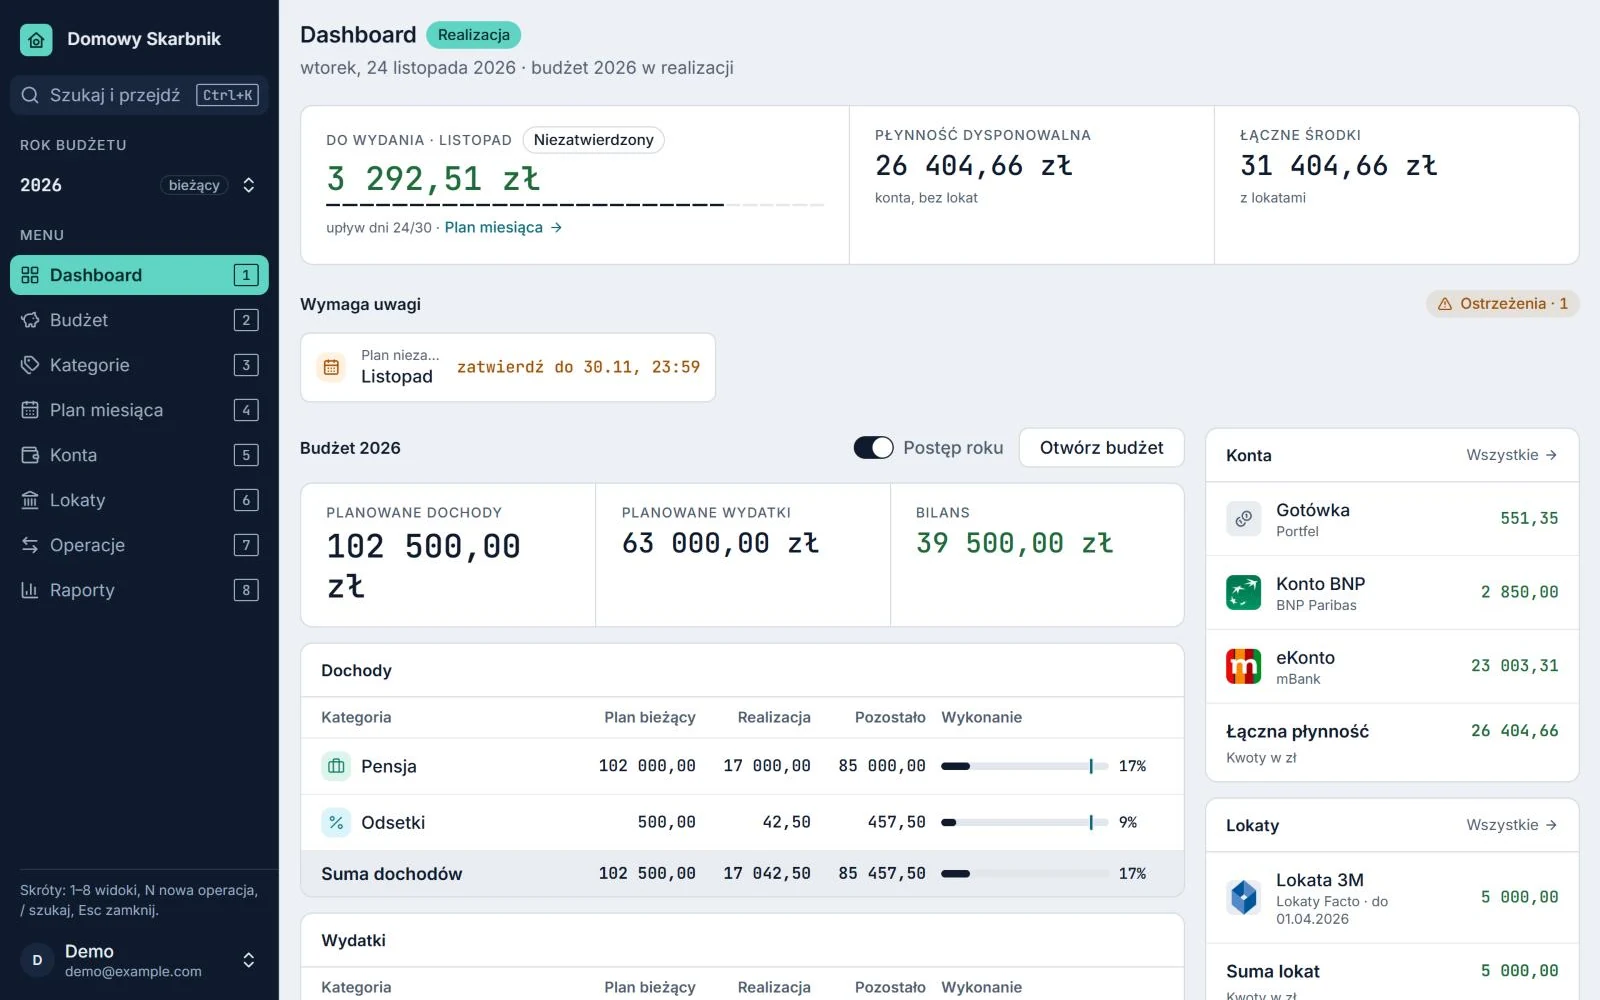 Domowy Skarbnik
Szukaj i przejdź Ctrl+K
ROK BUDŻETU
2026 bieżący
MENU
Dashboard 1
Budżet 2
Kategorie 3
Plan miesiąca 4
Konta 5
Lokaty 6
Operacje 7
Raporty 8
Skróty: 1–8 widoki, N nowa operacja,
/ szukaj, Esc zamknij.
D
Demo
demo@example.com
Dashboard Realizacja
wtorek, 24 listopada 2026 · budżet 2026 w realizacji
DO WYDANIA · LISTOPAD Niezatwierdzony
3 292,51 zł
upływ dni 24/30 · Plan miesiąca →
PŁYNNOŚĆ DYSPONOWALNA
26 404,66 zł
konta, bez lokat
ŁĄCZNE ŚRODKI
31 404,66 zł
z lokatami
Wymaga uwagi
Ostrzeżenia · 1
Plan nieza...
Listopad
zatwierdź do 30.11, 23:59
Budżet 2026
Postęp roku
Otwórz budżet
PLANOWANE DOCHODY
102 500,00
zł
PLANOWANE WYDATKI
63 000,00 zł
BILANS
39 500,00 zł
Dochody
Kategoria Plan bieżący Realizacja Pozostało Wykonanie
Pensja 102 000,00 17 000,00 85 000,00 17%
Odsetki 500,00 42,50 457,50 9%
Suma dochodów 102 500,00 17 042,50 85 457,50 17%
Wydatki
Kategoria Plan bieżący Realizacja Pozostało Wykonanie
Konta Wszystkie →
Gotówka
Portfel
551,35
Konto BNP
BNP Paribas
2 850,00
m
eKonto
mBank
23 003,31
Łączna płynność 26 404,66
Kwoty w zł
Lokaty Wszystkie →
Lokata 3M
Lokaty Facto · do
01.04.2026
5 000,00
Suma lokat 5 000,00
Kwoty w zł